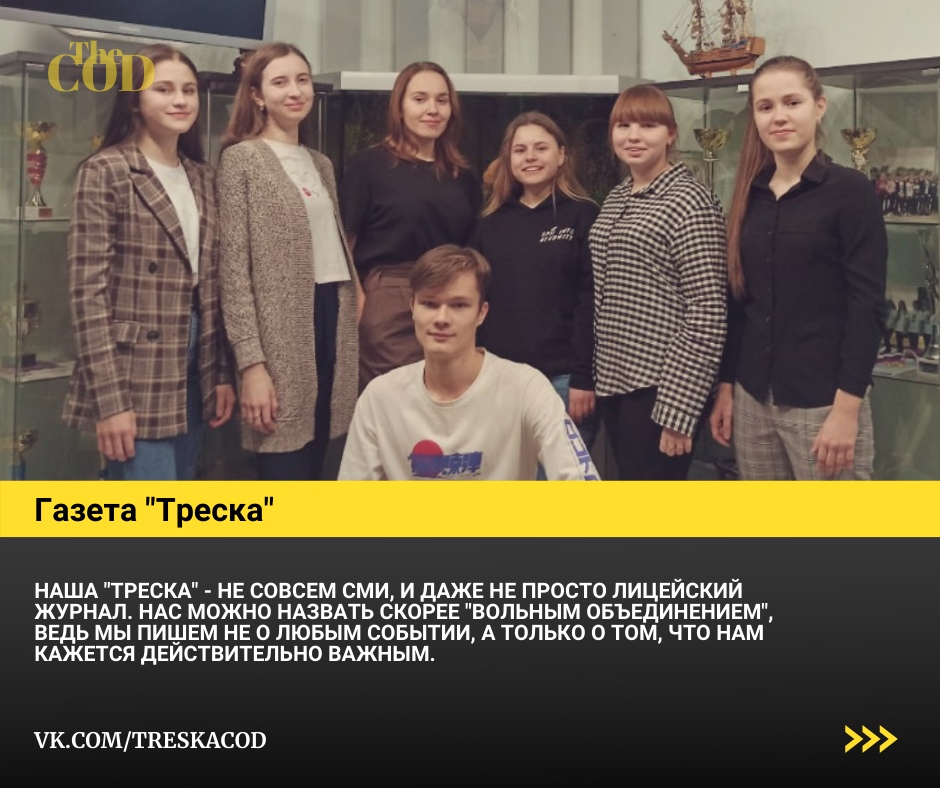 The
COD
Газета "Треска"
НАША "ТРЕСКА" - НЕ СОВСЕМ СМИ, И ДАЖЕ НЕ ПРОСТО ЛИЦЕЙСКИЙ
ЖУРНАЛ. НАС МОЖНО НАЗВАТЬ СКОРЕЕ "ВОЛЬНЫМ ОБЪЕДИНЕНИЕМ",
ВЕДЬ МЫ ПИШЕМ НЕ О ЛЮБЫМ СОБЫТИИ, А ТОЛЬКО О ТОМ, ЧТО НАМ
КАЖЕТСЯ ДЕЙСТВИТЕЛЬНО ВАЖНЫМ.
VK.COM/TRESKACOD